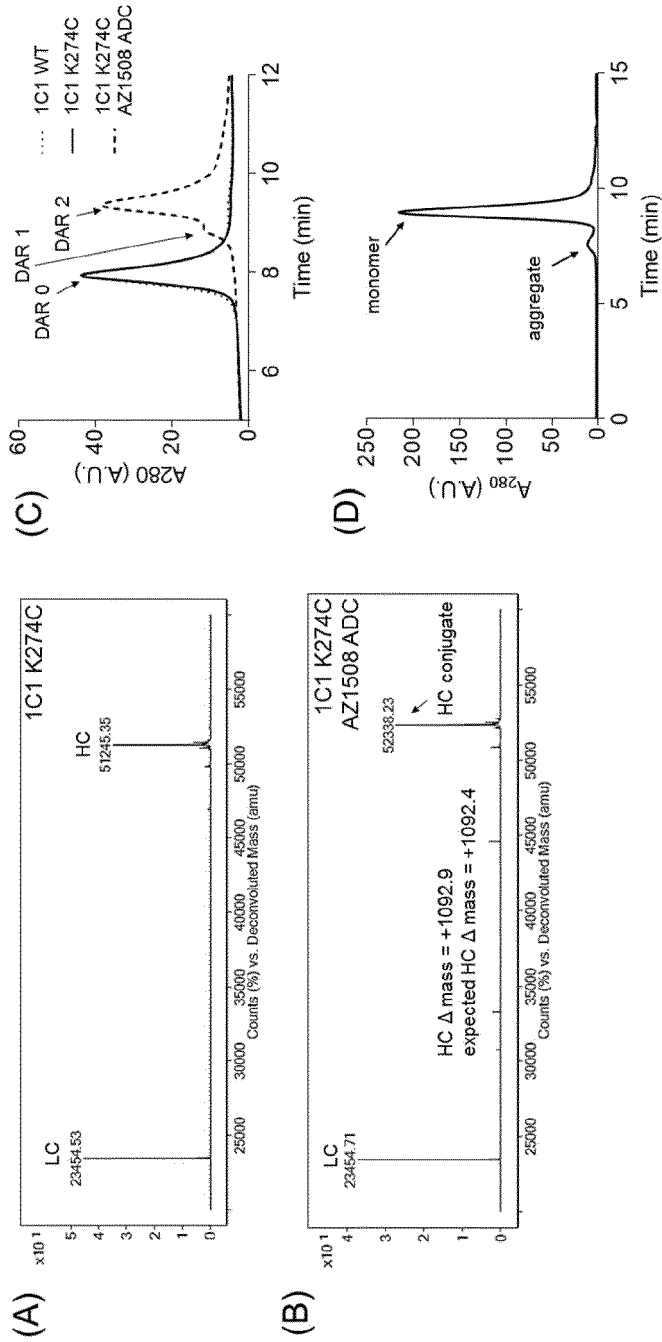 (A)
x10¹
5
4
3
2
1
0
LC
23454.53
1C1 K274C
HC
51245.35
25000 30000 35000 40000 45000 50000 55000
Counts (%) vs. Deconvoluted Mass (amu)
(B)
x10¹
4
3
2
1
0
LC
23454.71
1C1 K274C
AZ1508 ADC
52338.23
HC conjugate
HC Δ mass = +1092.9
expected HC Δ mass = +1092.4
25000 30000 35000 40000 45000 50000 55000
Counts (%) vs. Deconvoluted Mass (amu)
(C)
A280 (A.U.)
60
40
20
0
DAR 0
DAR 1
DAR 2
1C1 WT
1C1 K274C
1C1 K274C
AZ1508 ADC
6 8 10 12
Time (min)
(D)
A280 (A.U.)
250
200
150
100
50
0
monomer
aggregate
0 5 10 15
Time (min)